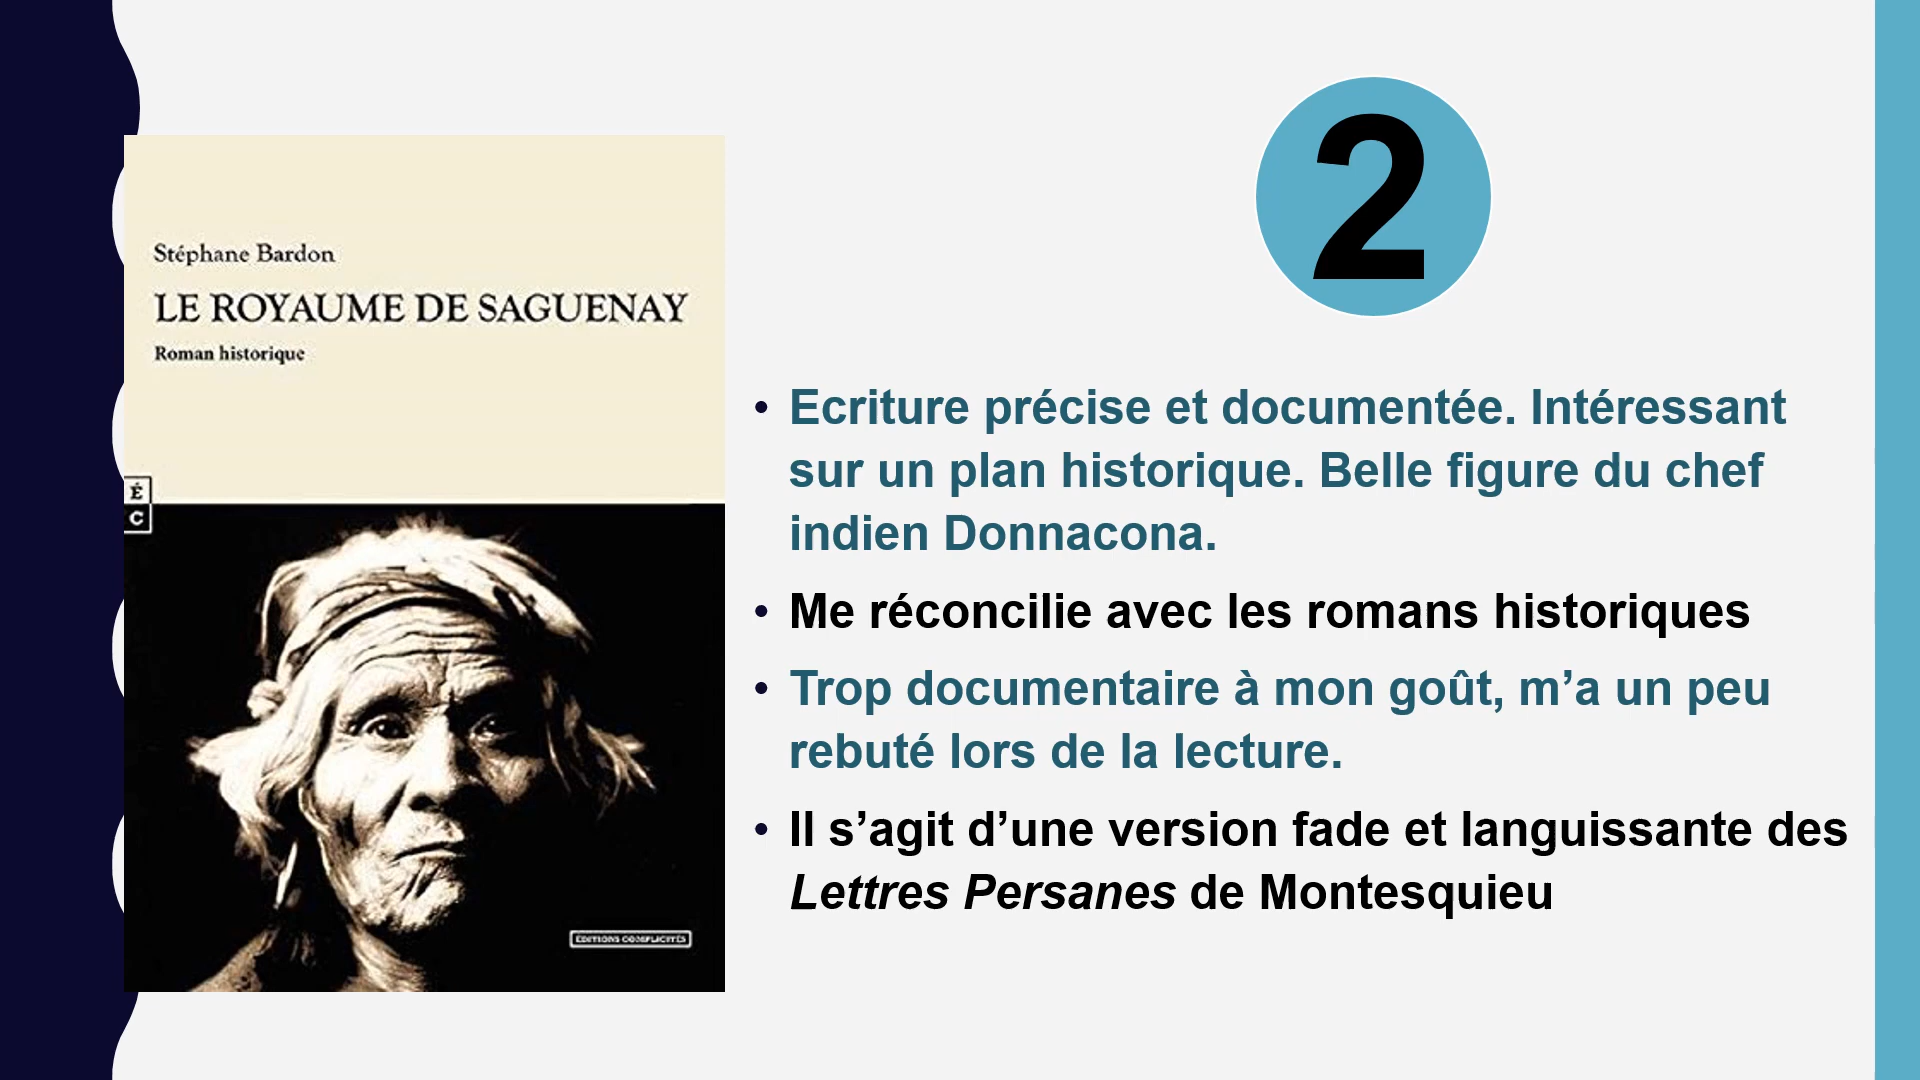 Stéphane Bardon
LE ROYAUME DE SAGUENAY
Roman historique
É
C
ÉDITIONS COMPLICITÉS
2
• Ecriture précise et documentée. Intéressant
sur un plan historique. Belle figure du chef
indien Donnacona.
• Me réconcilie avec les romans historiques
• Trop documentaire à mon goût, m’a un peu
rebuté lors de la lecture.
• Il s’agit d’une version fade et languissante des
Lettres Persanes de Montesquieu